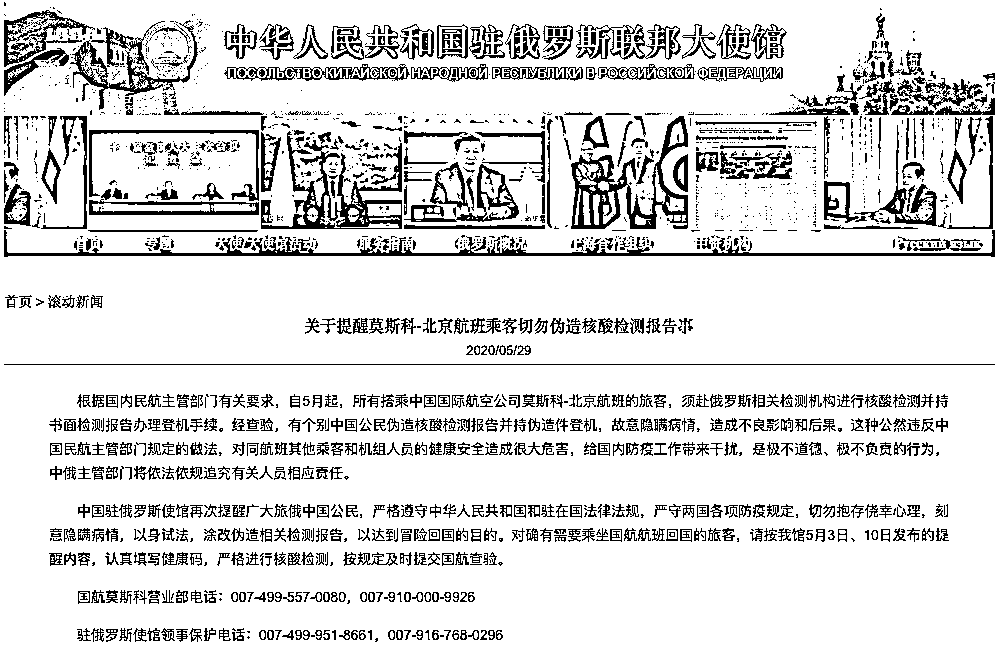 中华人民共和国驻俄罗斯联邦大使馆
ПОСОЛЬСТВО КИТАЙСКОЙ НАРОДНОЙ РЕСПУБЛИКИ В РОССИЙСКОЙ ФЕДЕРАЦИИ
首页 专题 大使/大使馆活动 服务指南 俄罗斯概况 上海合作组织 中资机构 Русский язык
首页 > 滚动新闻
关于提醒莫斯科-北京航班乘客切勿伪造核酸检测报告事
2020/05/29
根据国内民航主管部门有关要求，自5月起，所有搭乘中国国际航空公司莫斯科-北京航班的旅客，须赴俄罗斯相关检测机构进行核酸检测并持
书面检测报告办理登机手续。经查验，有个别中国公民伪造核酸检测报告并持伪造件登机，故意隐瞒病情，造成不良影响和后果。这种公然违反中
国民航主管部门规定的做法，对同航班其他乘客和机组人员的健康安全造成很大危害，给国内防疫工作带来干扰，是极不道德、极不负责的行为，
中俄主管部门将依法依规追究有关人员相应责任。
中国驻俄罗斯使馆再次提醒广大旅俄中国公民，严格遵守中华人民共和国和驻在国法律法规，严守两国各项防疫规定，切勿抱存侥幸心理，刻
意隐瞒病情，以身试法，涂改伪造相关检测报告，以达到冒险回国的目的。对确有需要乘坐国航航班回国的旅客，请按我馆5月3日、10日发布的提
醒内容，认真填写健康码，严格进行核酸检测，按规定及时提交国航查验。
国航莫斯科营业部电话：007-499-557-0080，007-910-000-9926
驻俄罗斯使馆领事保护电话：007-499-951-8661，007-916-768-0296